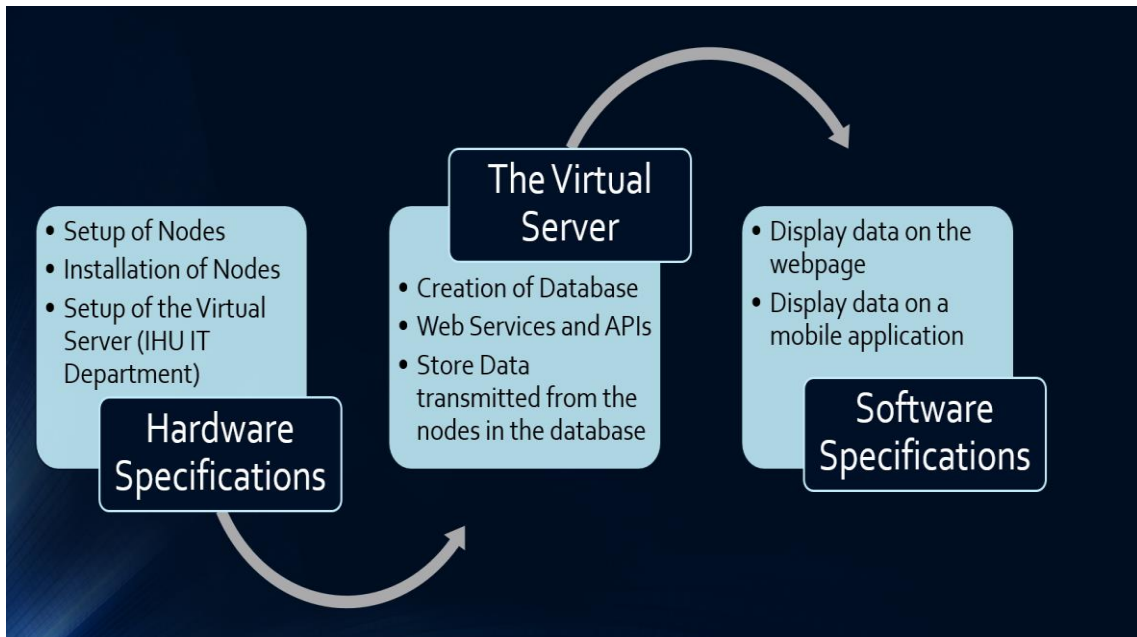 • Setup of Nodes
• Installation of Nodes
• Setup of the Virtual
Server (IHU IT
Department)
Hardware
Specifications
The Virtual
Server
• Creation of Database
• Web Services and APIs
• Store Data
transmitted from the
nodes in the database
• Display data on the
webpage
• Display data on a
mobile application
Software
Specifications